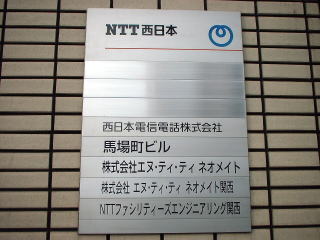 NTT西日本
西日本電信電話株式会社
馬場町ビル
株式会社エヌ・ティ・ティ ネオメイト
株式会社 エヌ・ティ・ティ ネオメイト関西
NTTファシリティーズエンジニアリング関西